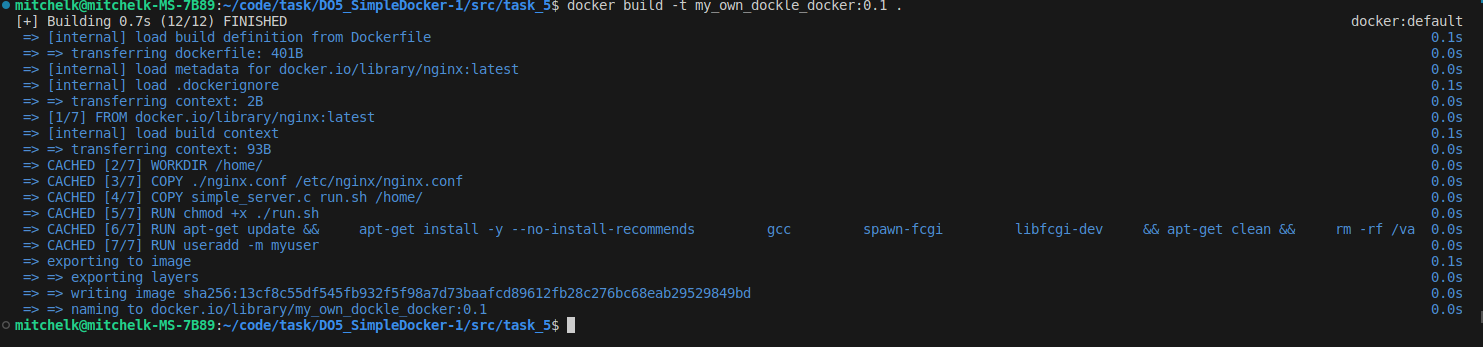 mitchelk@mitchelk-MS-7B89:~/code/task/DO5_SimpleDocker-1/src/task_5$ docker build -t my_own_dockle_docker:0.1 .
[+] Building 0.7s (12/12) FINISHED docker:default
=> [internal] load build definition from Dockerfile 0.1s
=> => transferring dockerfile: 401B 0.0s
=> [internal] load metadata for docker.io/library/nginx:latest 0.0s
=> [internal] load .dockerignore 0.1s
=> => transferring context: 2B 0.0s
=> [1/7] FROM docker.io/library/nginx:latest 0.0s
=> [internal] load build context 0.1s
=> => transferring context: 93B 0.0s
=> CACHED [2/7] WORKDIR /home/ 0.0s
=> CACHED [3/7] COPY ./nginx.conf /etc/nginx/nginx.conf 0.0s
=> CACHED [4/7] COPY simple_server.c run.sh /home/ 0.0s
=> CACHED [5/7] RUN chmod +x ./run.sh 0.0s
=> CACHED [6/7] RUN apt-get update && apt-get install -y --no-install-recommends gcc spawn-fcgi libfcgi-dev && apt-get clean && rm -rf /va 0.0s
=> CACHED [7/7] RUN useradd -m myuser 0.0s
=> exporting to image 0.1s
=> => exporting layers 0.0s
=> => writing image sha256:13cf8c55df545fb932f5f98a7d73baafcd89612fb28c276bc68eab29529849bd 0.0s
=> => naming to docker.io/library/my_own_dockle_docker:0.1 0.0s
mitchelk@mitchelk-MS-7B89:~/code/task/DO5_SimpleDocker-1/src/task_5$